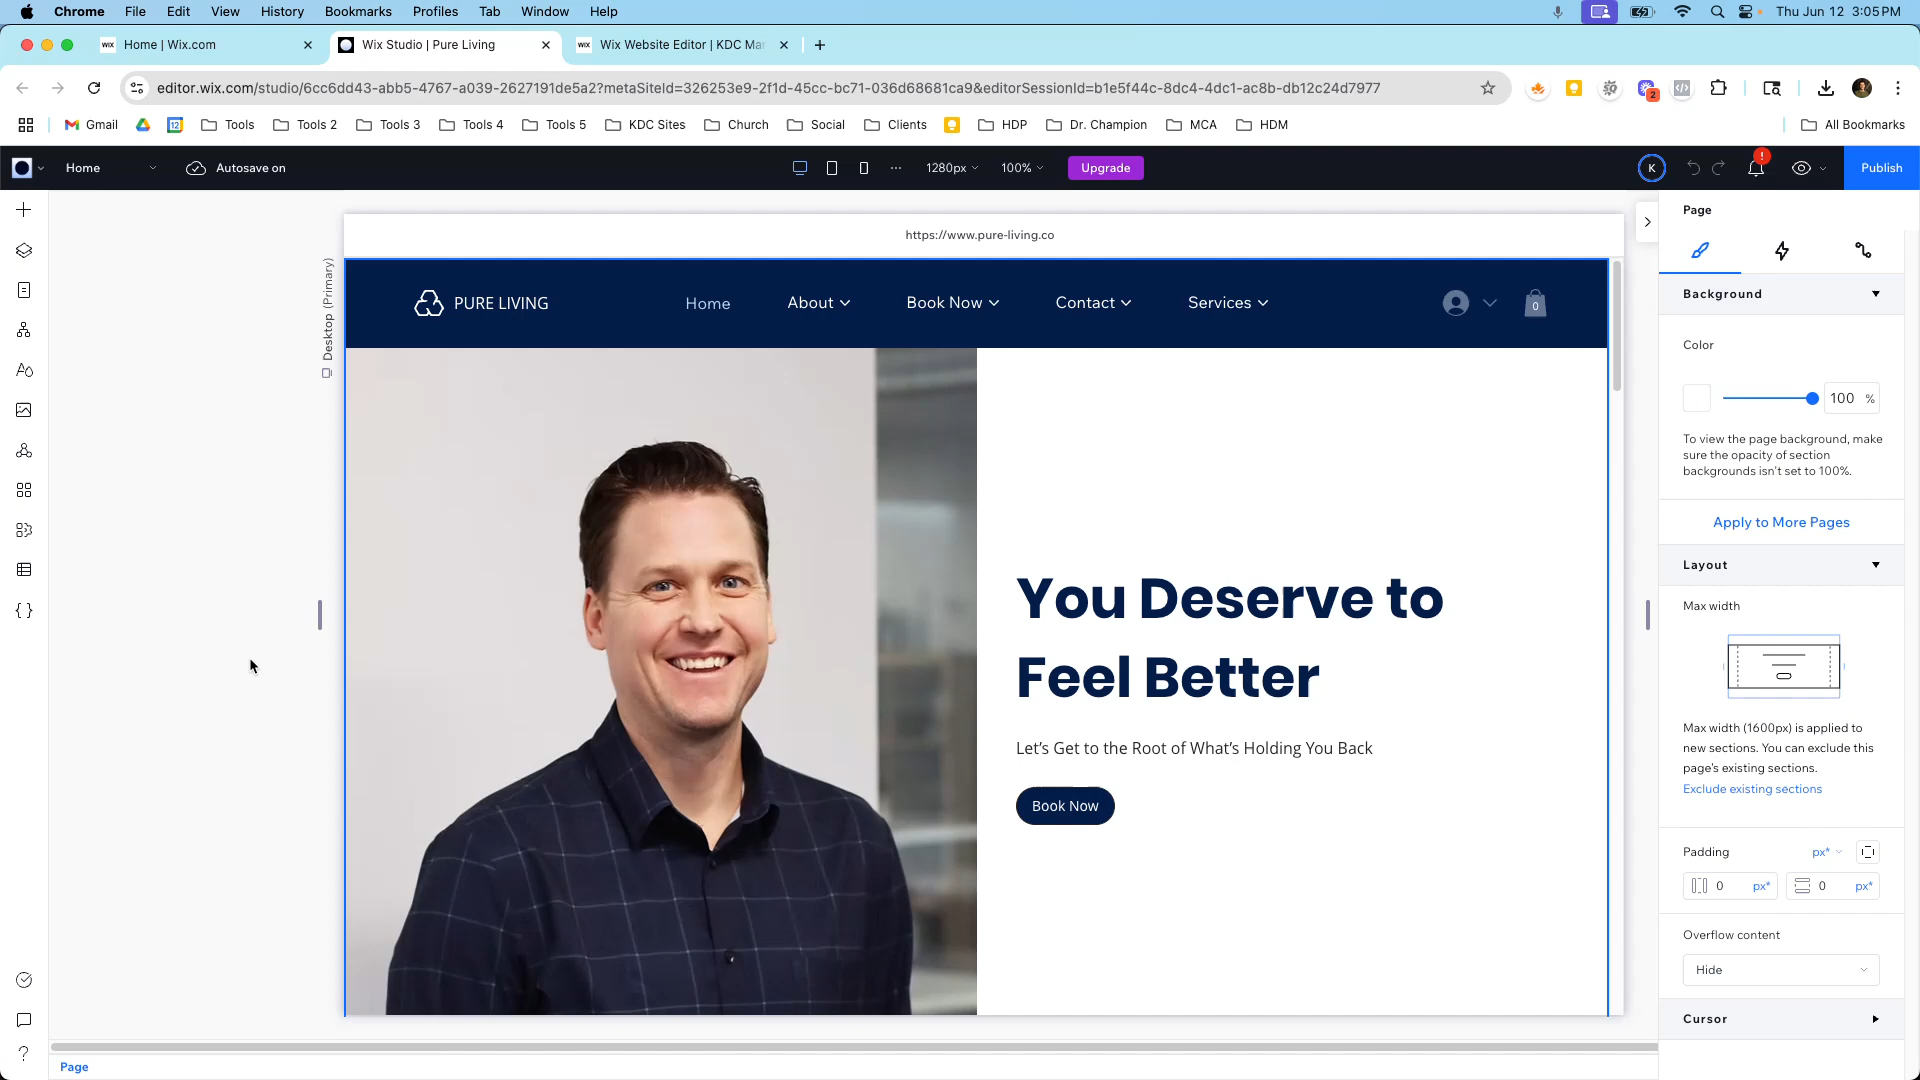 Chrome File Edit View History Bookmarks Profiles Tab Window Help Thu Jun 12 3:05 PM
Home | Wix.com
Wix Studio | Pure Living
Wix Website Editor | KDC Mar
editor.wix.com/studio/6cc6dd43-abb5-4767-a039-2627191de5a2?metaSiteId=326253e9-2f1d-45cc-bc71-036d68681ca9&editorSessionId=b1e5f44c-8dc4-4dc1-ac8b-db12c24d7977
2
Gmail 12 Tools Tools 2 Tools 3 Tools 4 Tools 5 KDC Sites Church Social Clients HDP Dr. Champion MCA HDM All Bookmarks
Home Autosave on 1280px 100% Upgrade K ! Publish
Page
https://www.pure-living.co
Desktop (Primary)
PURE LIVING Home About Book Now Contact Services 0
You Deserve to
Feel Better
Let’s Get to the Root of What’s Holding You Back
Book Now
Background
Color
100 %
To view the page background, make
sure the opacity of section
backgrounds isn't set to 100%.
Apply to More Pages
Layout
Max width
Max width (1600px) is applied to
new sections. You can exclude this
page's existing sections.
Exclude existing sections
Padding px*
0 px* 0 px*
Overflow content
Hide
Cursor
Page